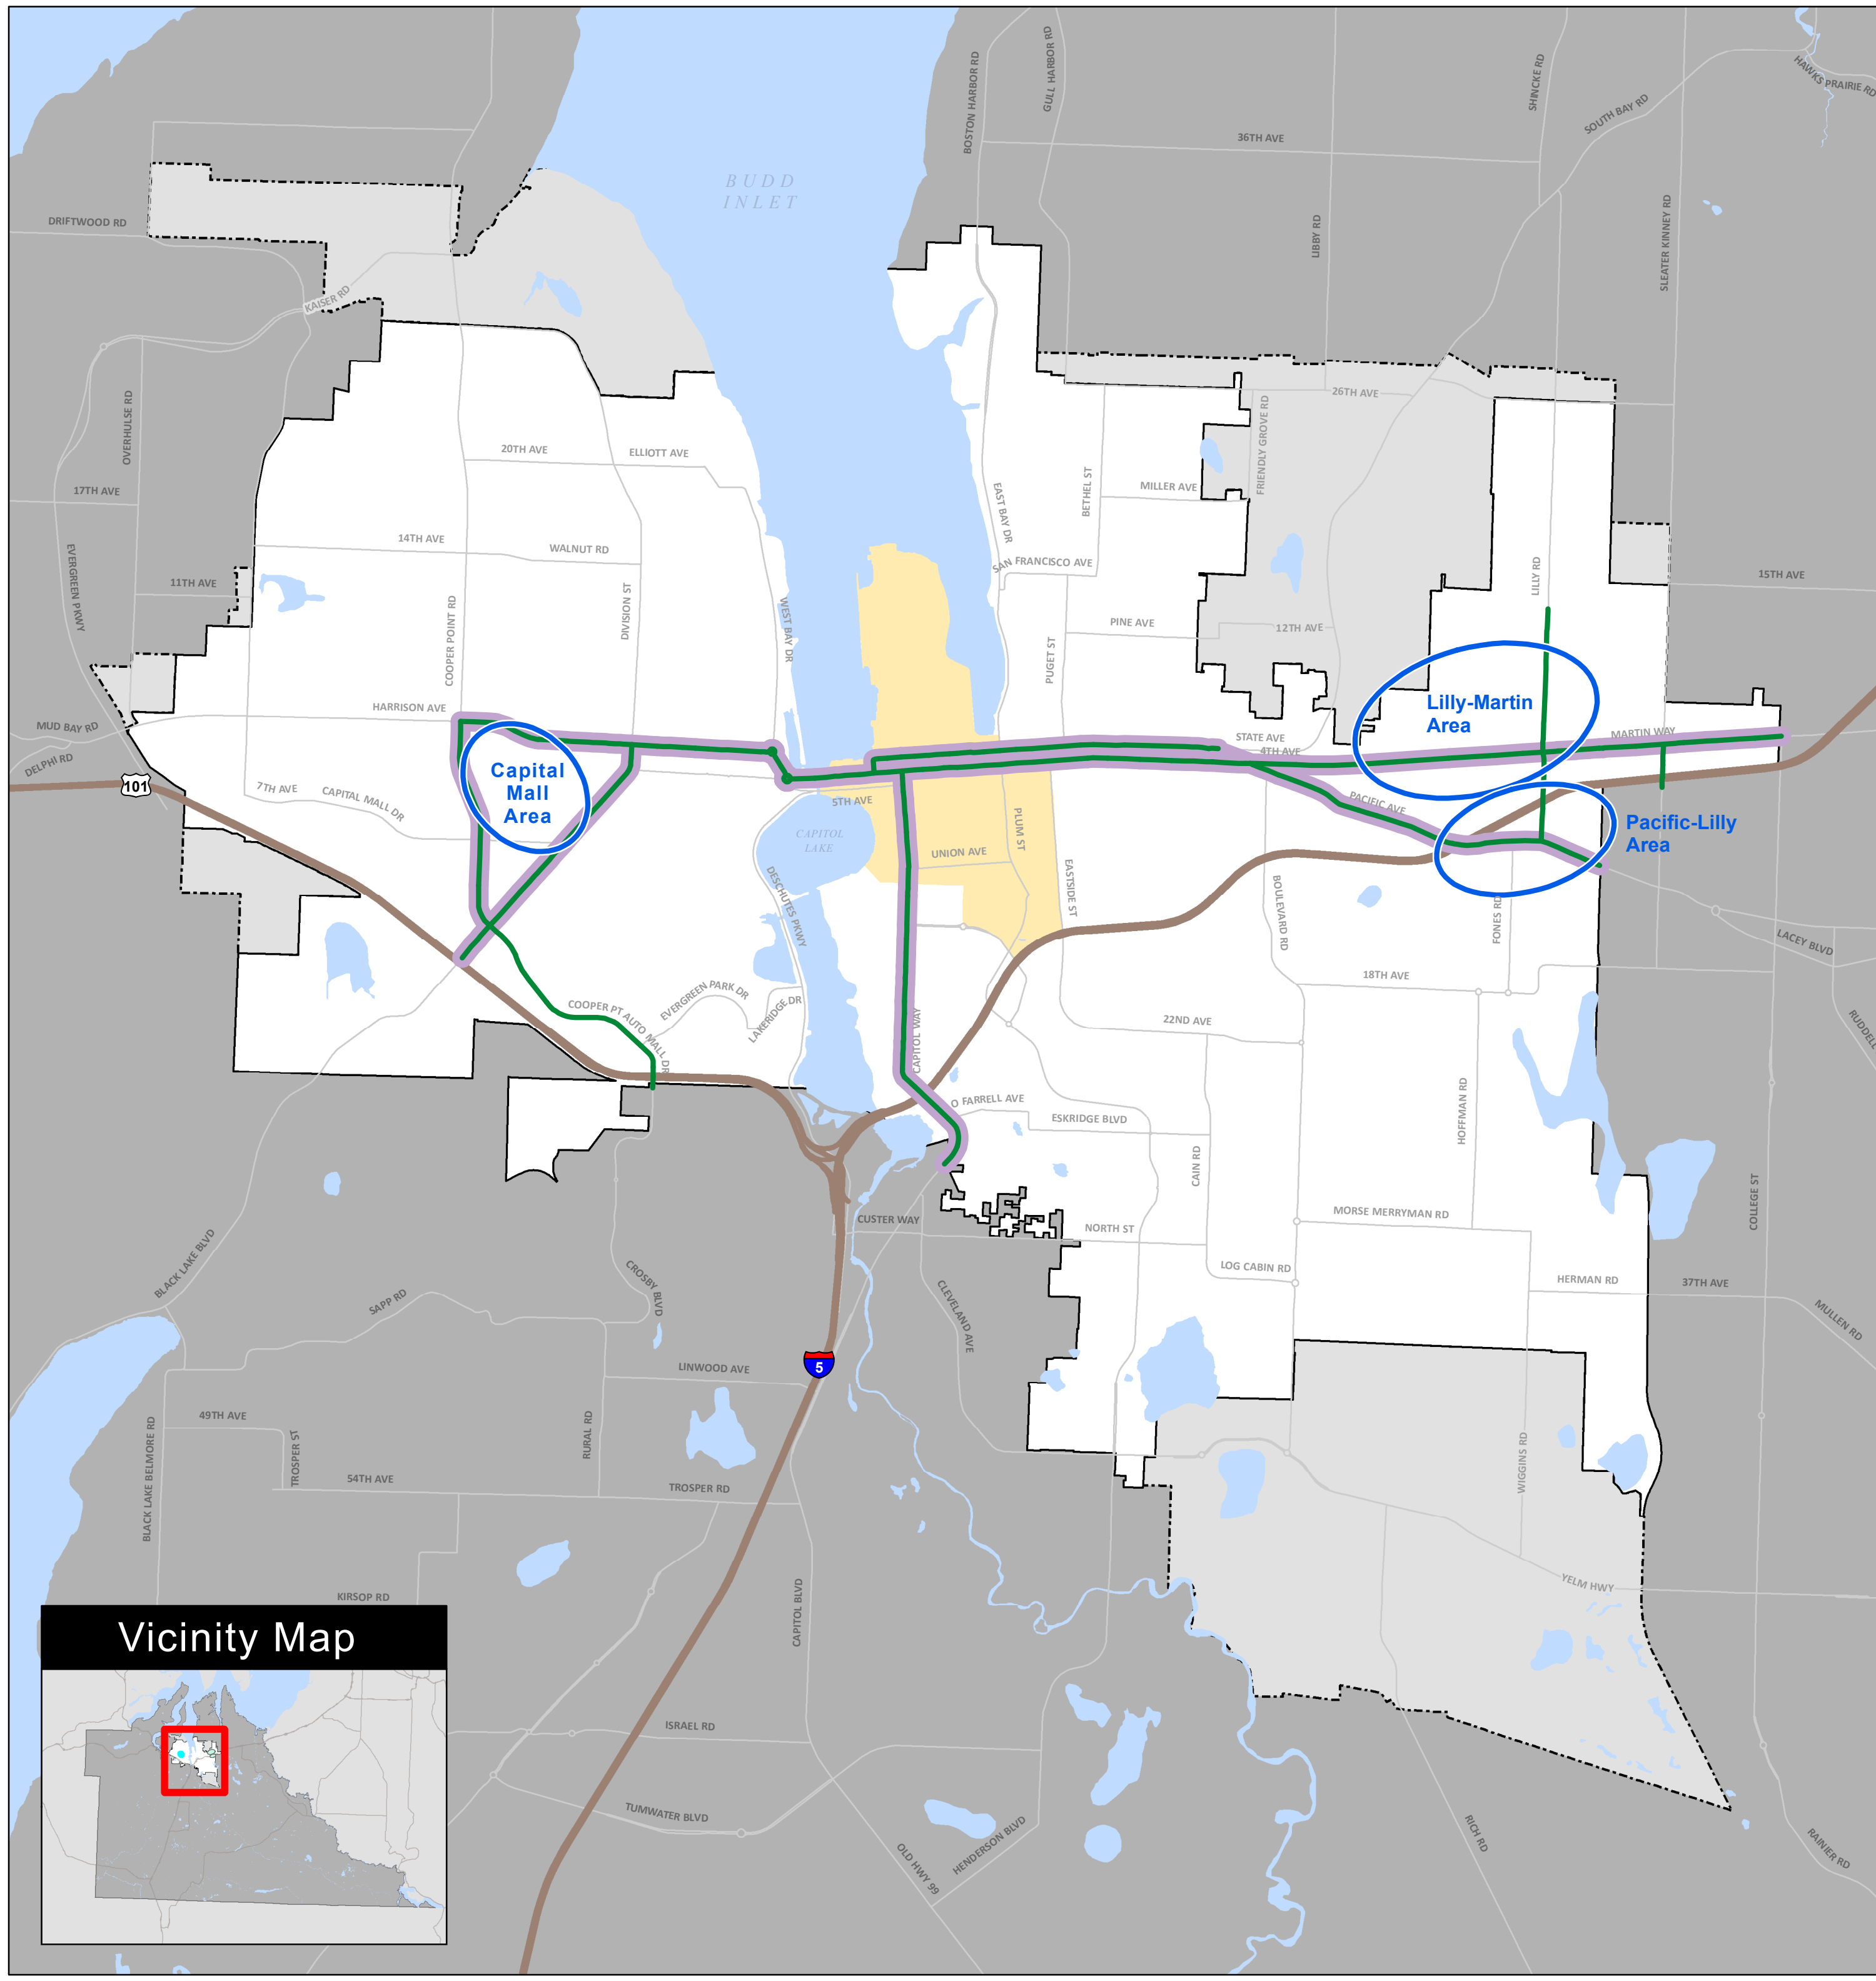 BOSTON HARBOR RD
GULL HARBOR RD
SHINCKE RD
HAWKS PRAIRIE RD
SOUTH BAY RD
36TH AVE
BUDD
INLET
DRIFTWOOD RD
LIBBY RD
SLEATER KINNEY RD
KAISER RD
26TH AVE
OVERHULSE RD
FRIENDLY GROVE RD
20TH AVE
ELLIOTT AVE
17TH AVE
BETHEL ST
MILLER AVE
EAST BAY DR
14TH AVE
WALNUT RD
EVERGREEN PKWY
SAN FRANCISCO AVE
LILLY RD
11TH AVE
15TH AVE
COOPER POINT RD
DIVISION ST
WEST BAY DR
PUGET ST
PINE AVE
12TH AVE
HARRISON AVE
Lilly-Martin
Area
MUD BAY RD
DELPHI RD
STATE AVE
4TH AVE
MARTIN WAY
Capital
Mall
Area
101
7TH AVE
CAPITAL MALL DR
5TH AVE
PACIFIC AVE
Pacific-Lilly
Area
CAPITOL
LAKE
PLUM ST
UNION AVE
EASTSIDE ST
DESCHUTES PKWY
BOULEVARD RD
FONES RD
LACEY BLVD
18TH AVE
EVERGREEN PARK DR
LAKERIDGE DR
COOPER PT AUTO MALL DR
CAPITOL WAY
22ND AVE
RUDDELL
O FARRELL AVE
ESKRIDGE BLVD
HOFFMAN RD
CAIN RD
COLLEGE ST
CUSTER WAY
NORTH ST
MORSE MERRYMAN RD
BLACK LAKE BLVD
CROSBY BLVD
LOG CABIN RD
HERMAN RD
37TH AVE
SAPP RD
CLEVELAND AVE
MULLEN RD
5
LINWOOD AVE
49TH AVE
TROSPER ST
RURAL RD
BLACK LAKE BELMORE RD
54TH AVE
TROSPER RD
WIGGINS RD
YELM HWY
KIRSOP RD
CAPITOL BLVD
Vicinity Map
ISRAEL RD
TUMWATER BLVD
OLD HWY 99
HENDERSON BLVD
RICH RD
RAINIER RD